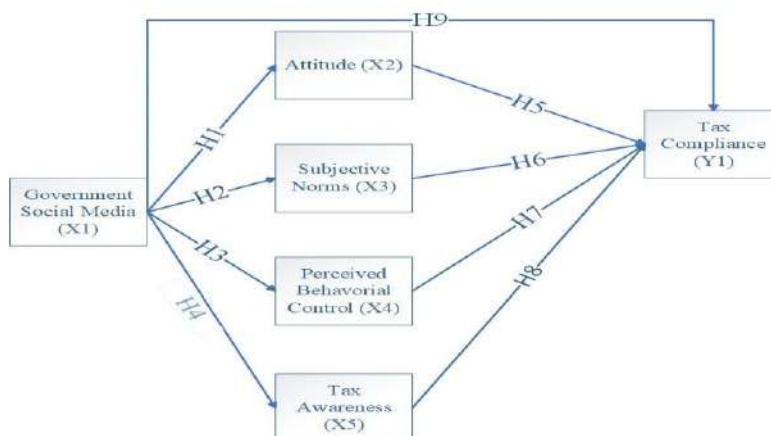 H9
Attitude (X2)
H1
H5
Tax
Compliance
(Y1)
Subjective
Norms (X3)
H6
Government
Social Media
(X1)
H2
H7
H3
Perceived
Behavorial
Control (X4)
H8
H4
Tax
Awareness
(X5)